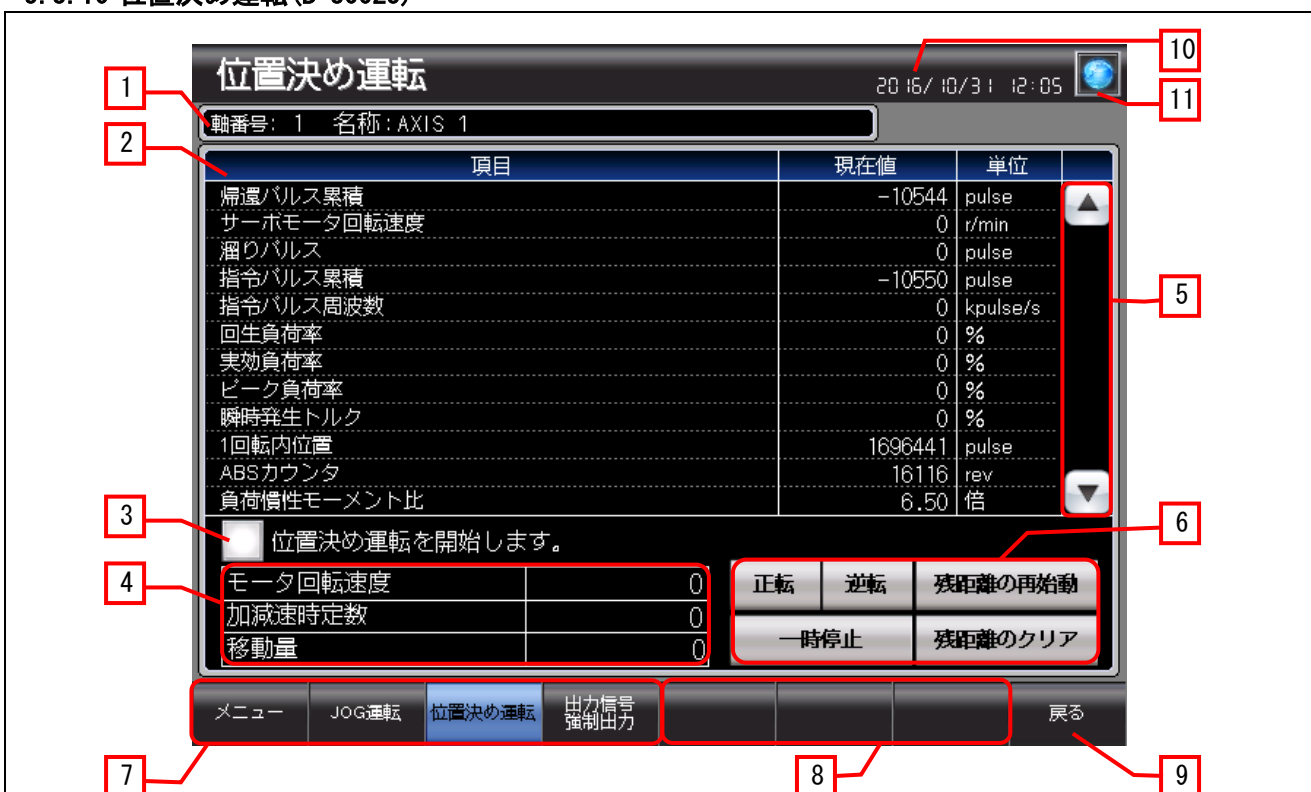 位置決め運転
2016/10/31 12:05
10
11
1
軸番号: 1 名称:AXIS 1
2
項目 現在値 単位
帰還パルス累積 -10544 pulse
サーボモータ回転速度 0 r/min
溜りパルス 0 pulse
指令パルス累積 -10550 pulse
指令パルス周波数 0 kpulse/s
回生負荷率 0 %
実効負荷率 0 %
ピーク負荷率 0 %
瞬時発生トルク 0 %
1回転内位置 1696441 pulse
ABSカウンタ 16116 rev
負荷慣性モーメント比 6.50 倍
5
3
位置決め運転を開始します。
6
4
モータ回転速度 0
加減速時定数 0
移動量 0
正転 逆転 残距離の再始動
一時停止 残距離のクリア
メニュー JOG運転 位置決め運転 出力信号
強制出力
戻る
7
8
9